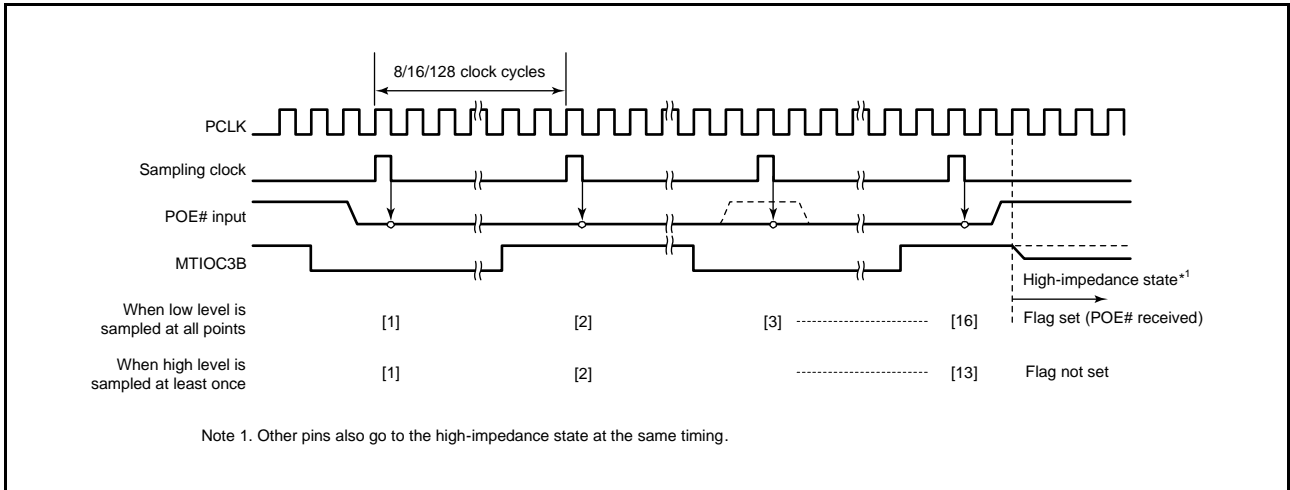 8/16/128 clock cycles
PCLK
Sampling clock
POE# input
MTIOC3B
High-impedance state*1
When low level is
sampled at all points
[1] [2] [3] [16] Flag set (POE# received)
When high level is
sampled at least once
[1] [2] [13] Flag not set
Note 1. Other pins also go to the high-impedance state at the same timing.